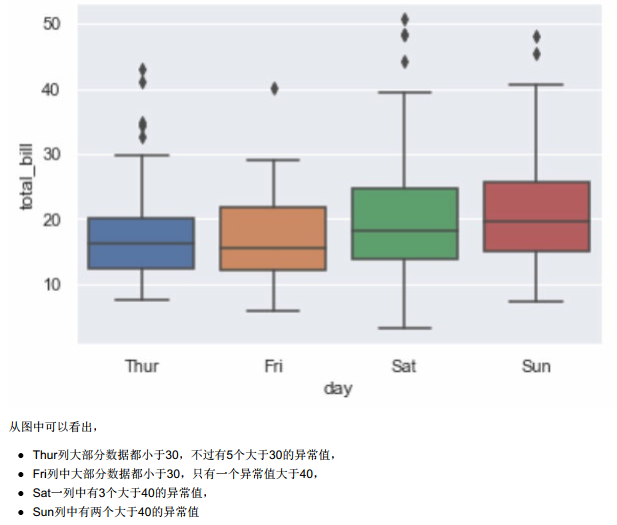 50
40
30
20
10
total_bill
Thur Fri Sat Sun
day
从图中可以看出，
● Thur列大部分数据都小于30，不过有5个大于30的异常值，
● Fri列中大部分数据都小于30，只有一个异常值大于40，
● Sat一列中有3个大于40的异常值，
● Sun列中有两个大于40的异常值